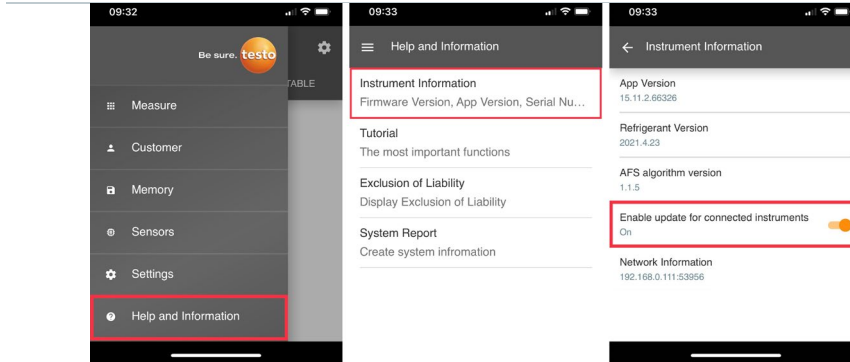 09:32
Be sure. testo
TABLE
Measure
Customer
Memory
Sensors
Settings
Help and Information
09:33
Help and Information
Instrument Information
Firmware Version, App Version, Serial Nu...
Tutorial
The most important functions
Exclusion of Liability
Display Exclusion of Liability
System Report
Create system infromation
09:33
Instrument Information
App Version
15.11.2.66326
Refrigerant Version
2021.4.23
AFS algorithm version
1.1.5
Enable update for connected instruments
On
Network Information
192.168.0.111:53956